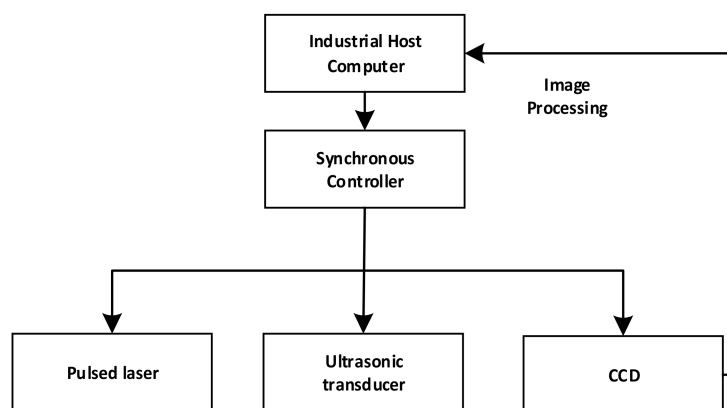 Industrial Host
Computer
Image
Processing
Synchronous
Controller
Pulsed laser
Ultrasonic
transducer
CCD